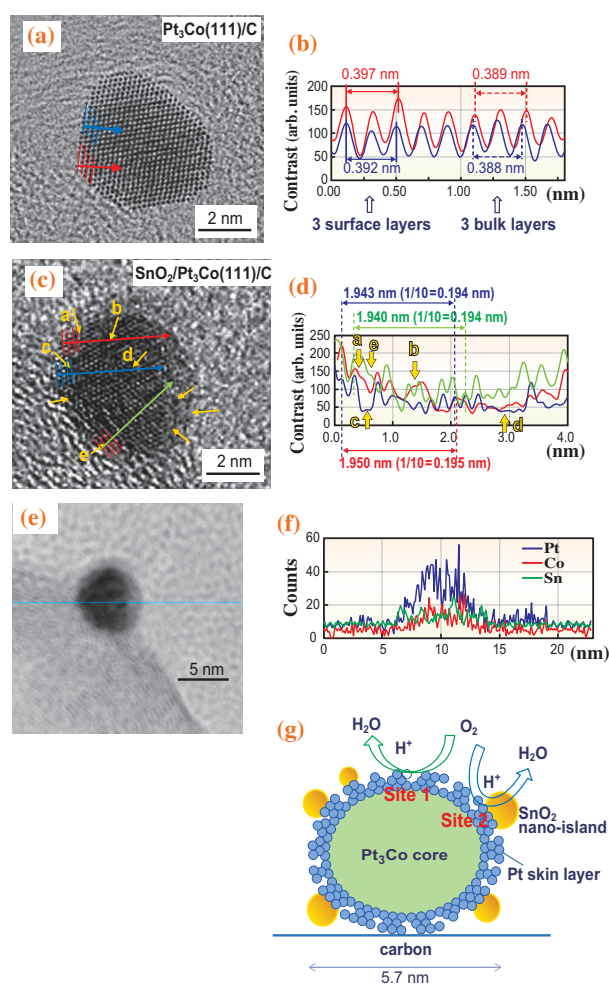 (a)
Pt₃Co(111)/C
2 nm
(b)
Contrast (arb. units)
200
150
100
50
0.397 nm
0.389 nm
0.392 nm
0.388 nm
0.00
0.50
1.00
1.50
(nm)
3 surface layers
3 bulk layers
(c)
SnO₂/Pt₃Co(111)/C
a
b
c
d
e
2 nm
(d)
1.943 nm (1/10=0.194 nm)
1.940 nm (1/10=0.194 nm)
Contrast (arb. units)
250
200
150
100
50
0
a
e
b
c
d
0.0
1.0
2.0
3.0
4.0
(nm)
1.950 nm (1/10=0.195 nm)
(e)
5 nm
(f)
Counts
60
40
20
0
Pt
Co
Sn
0
5
10
15
20
(nm)
(g)
H₂O
O₂
H⁺
H₂O
H⁺
Site 1
Site 2
SnO₂
nano-island
Pt₃Co core
Pt skin layer
carbon
5.7 nm